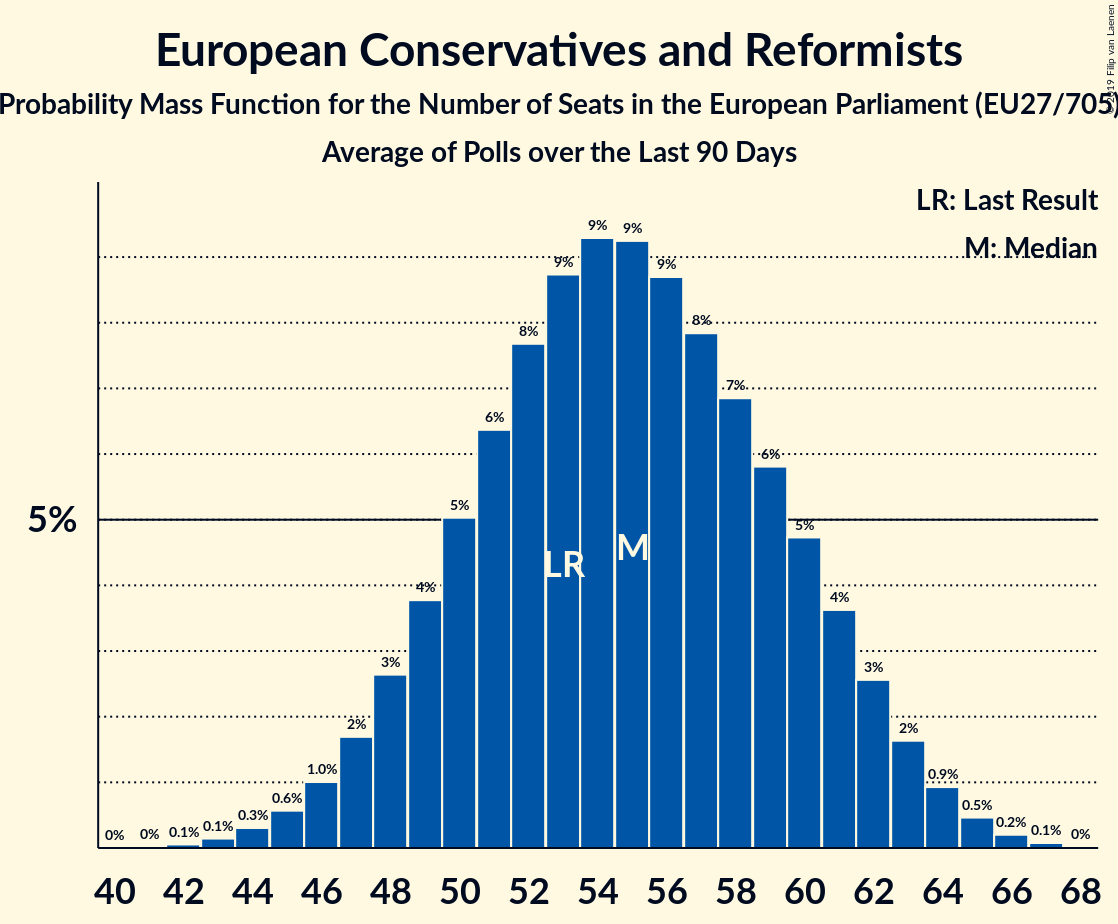 European Conservatives and Reformists
Probability Mass Function for the Number of Seats in the European Parliament (EU27/705)
Average of Polls over the Last 90 Days
© 2019 Filip van Laenen
LR: Last Result
M: Median
9% 9%
9% 9%
8% 8%
7%
6% 6%
5% 5%
5%
LR M
4% 4%
3% 3%
2% 2%
1.0% 0.9%
0.6% 0.5%
0% 0% 0.1% 0.1% 0.3% 0.2% 0.1% 0%
40 42 44 46 48 50 52 54 56 58 60 62 64 66 68